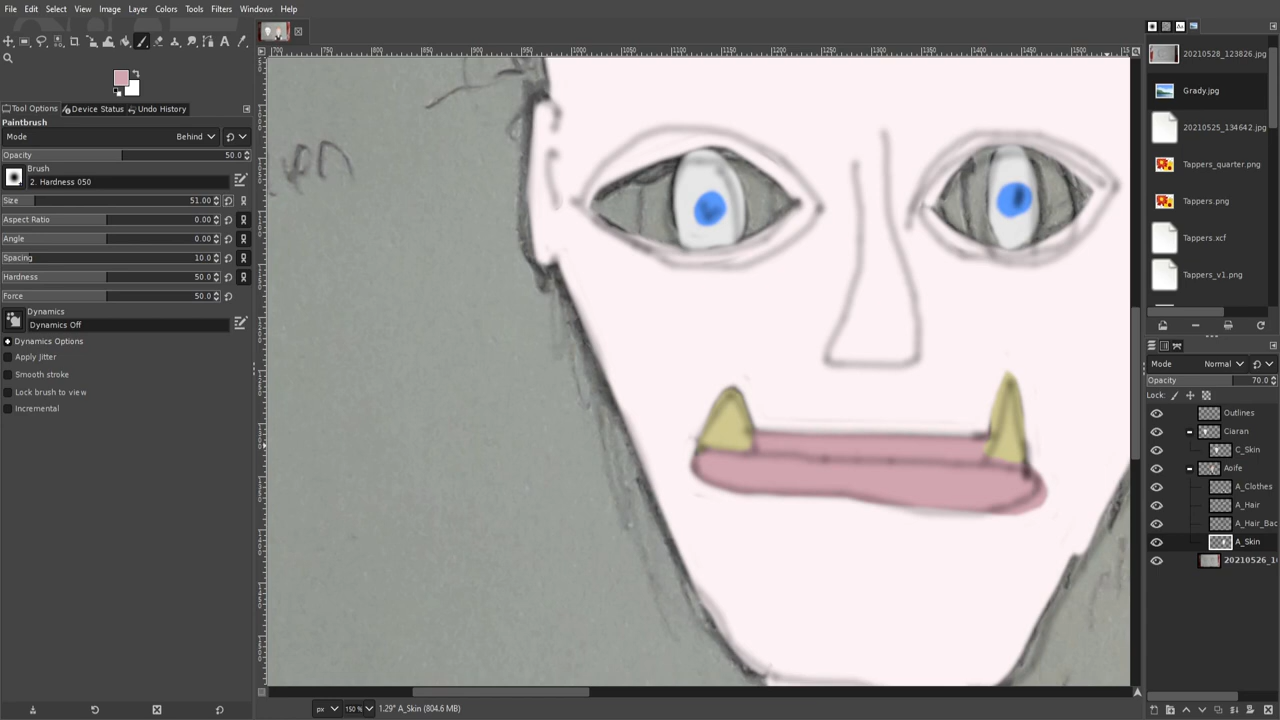 File Edit Select View Image Layer Colors Tools Filters Windows Help
Tool Options Device Status Undo History
Paintbrush
Mode Behind
Opacity 50.0
Brush
2. Hardness 050
Size 51.00
Aspect Ratio 0.00
Angle 0.00
Spacing 10.0
Hardness 50.0
Force 50.0
Dynamics
Dynamics Off
Dynamics Options
Apply Jitter
Smooth stroke
Lock brush to view
Incremental
px 150 % 1.29° A_Skin (804.6 MB)
20210528_123826.jpg
Grady.jpg
20210525_134642.jpg
Tappers_quarter.png
Tappers.png
Tappers.xcf
Tappers_v1.png
Mode Normal
Opacity 70.0
Lock:
Outlines
Ciaran
C_Skin
Aoife
A_Clothes
A_Hair
A_Hair_Bac
A_Skin
20210526_1